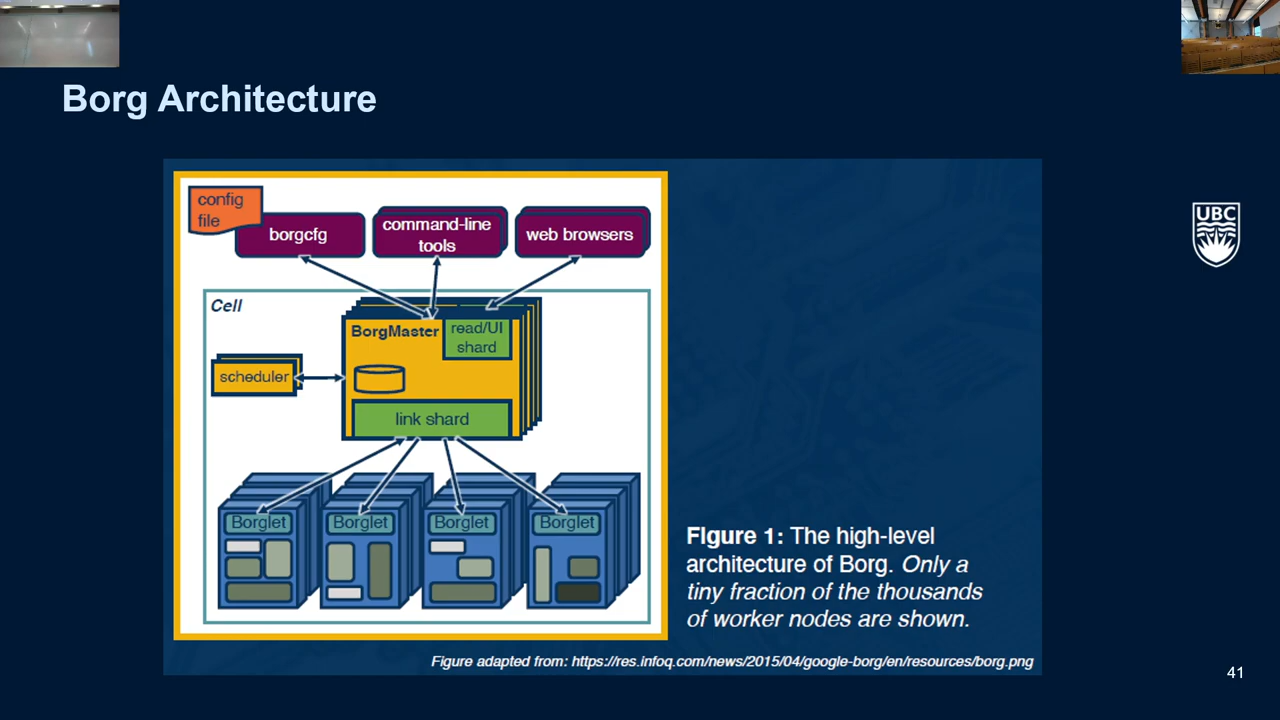 Borg Architecture
config
file
borgcfg
command-line
tools
web browsers
Cell
BorgMaster
read/UI
shard
scheduler
link shard
Borglet
Borglet
Borglet
Borglet
UBC
FIgure 1: The high-level
architecture of Borg. Only a
tiny fraction of the thousands
of worker nodes are shown.
Figure adapted from: https://res.infoq.com/news/2015/04/google-borg/en/resources/borg.png
41